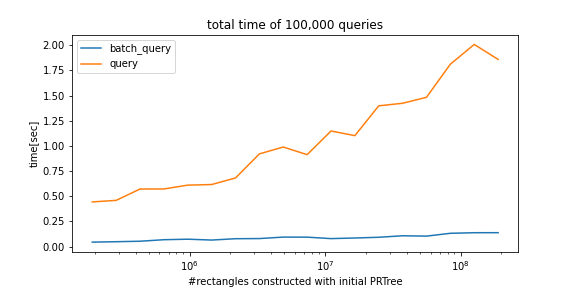 total time of 100,000 queries
batch_query
query
time[sec]
2.00
1.75
1.50
1.25
1.00
0.75
0.50
0.25
0.00
10^6
10^7
10^8
#rectangles constructed with initial PRTree